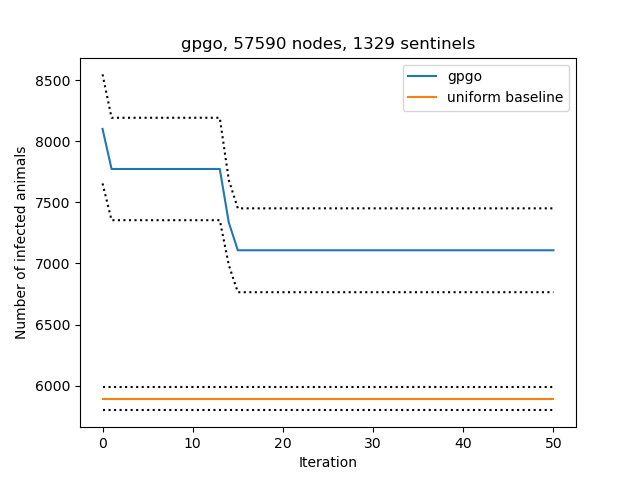 gpgo, 57590 nodes, 1329 sentinels
gpgo
uniform baseline
8500
8000
7500
7000
6500
6000
Number of infected animals
0 10 20 30 40 50
Iteration